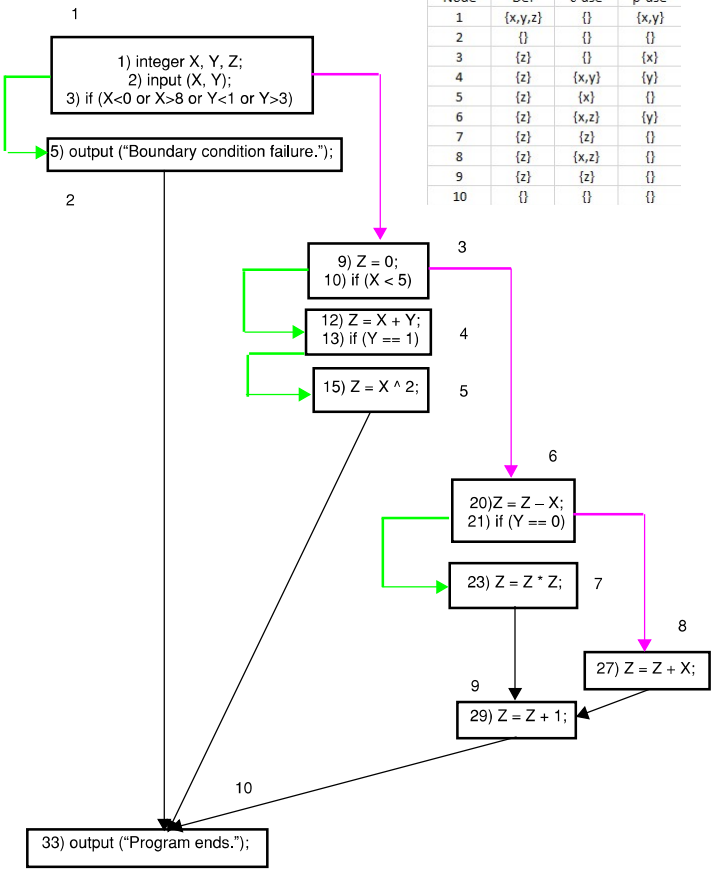 1
1) integer X, Y, Z;
2) input (X, Y);
3) if (X<0 or X>8 or Y<1 or Y>3)
5) output (“Boundary condition failure.”);
2
1 {x,y,z} {} {x,y}
2 {} {} {}
3 {z} {} {x}
4 {z} {x,y} {y}
5 {z} {x} {}
6 {z} {x,z} {y}
7 {z} {z} {}
8 {z} {x,z} {}
9 {z} {z} {}
10 {} {} {}
3
9) Z = 0;
10) if (X < 5)
12) Z = X + Y;
13) if (Y == 1)
4
15) Z = X ^ 2;
5
6
20)Z = Z – X;
21) if (Y == 0)
23) Z = Z * Z;
7
8
27) Z = Z + X;
9
29) Z = Z + 1;
10
33) output (“Program ends.”);